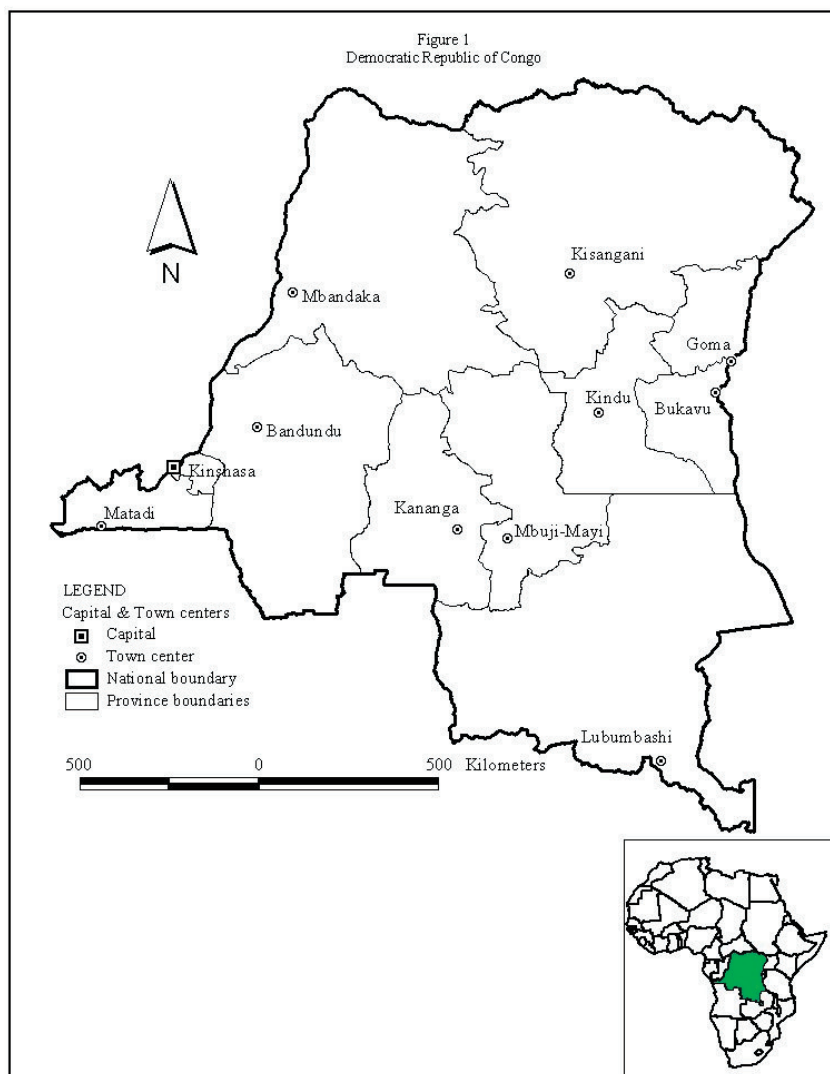 Figure 1
Democratic Republic of Congo
N
Kisangani
Mbandaka
Goma
Kindu
Bukavu
Bandundu
Kinshasa
Kananga
Matadi
Mbuji-Mayi
LEGEND
Capital & Town centers
Capital
Town center
National boundary
Province boundaries
Lubumbashi
500 0 500 Kilometers